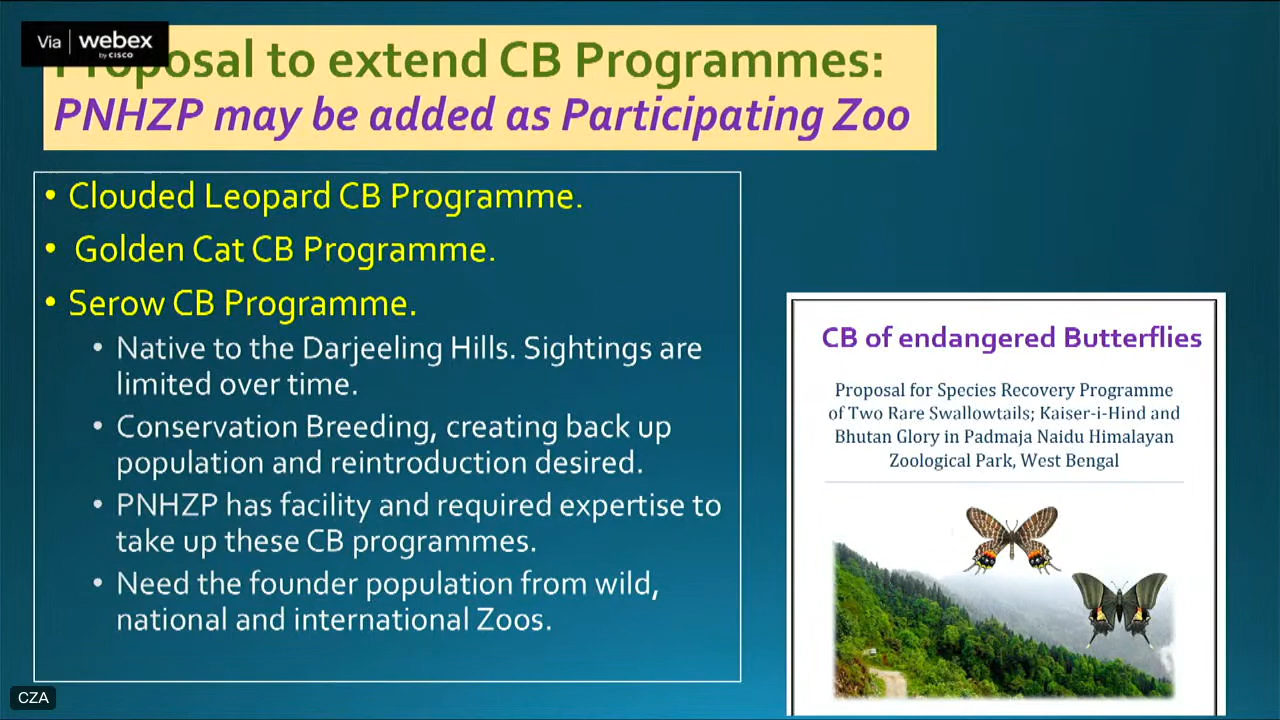 Via webex
by CISCO
Proposal to extend CB Programmes:
PNHZP may be added as Participating Zoo
• Clouded Leopard CB Programme.
• Golden Cat CB Programme.
• Serow CB Programme.
• Native to the Darjeeling Hills. Sightings are
limited over time.
• Conservation Breeding, creating back up
population and reintroduction desired.
• PNHZP has facility and required expertise to
take up these CB programmes.
• Need the founder population from wild,
national and international Zoos.
CB of endangered Butterflies
Proposal for Species Recovery Programme
of Two Rare Swallowtails; Kaiser-i-Hind and
Bhutan Glory in Padmaja Naidu Himalayan
Zoological Park, West Bengal
CZA